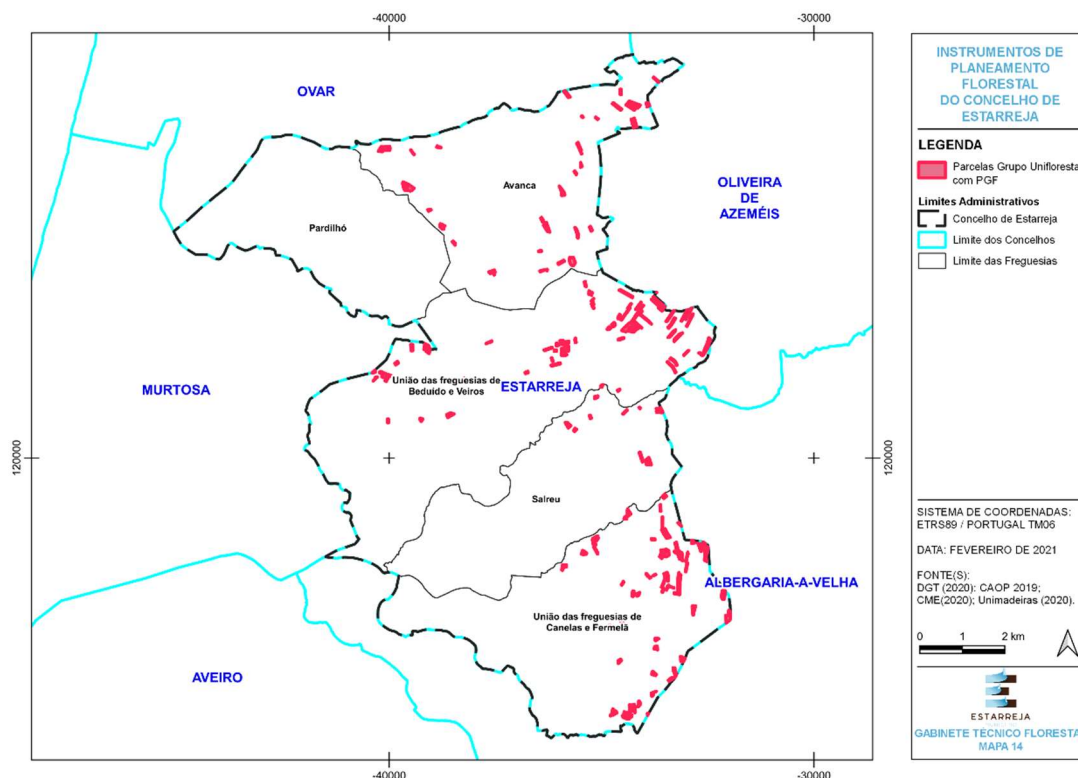 -40000
-30000
OVAR
Avanca
OLIVEIRA
DE
AZEMÉIS
Pardilhó
MURTOSA
União das freguesias de
Beduído e Veiros
ESTARREJA
120000
120000
Salreu
ALBERGARIA-A-VELHA
União das freguesias de
Canelas e Fermelã
AVEIRO
-40000
-30000
INSTRUMENTOS DE
PLANEAMENTO
FLORESTAL
DO CONCELHO DE
ESTARREJA
LEGENDA
Parcelas Grupo Unifloresta
com PGF
Limites Administrativos
Concelho de Estarreja
Limite dos Concelhos
Limite das Freguesias
SISTEMA DE COORDENADAS:
ETRS89 / PORTUGAL TM06
DATA: FEVEREIRO DE 2021
FONTE(S):
DGT (2020): CAOP 2019;
CME(2020); Unimadeiras (2020).
0 1 2 km
ESTARREJA
GABINETE TÉCNICO FLORESTA
MAPA 14